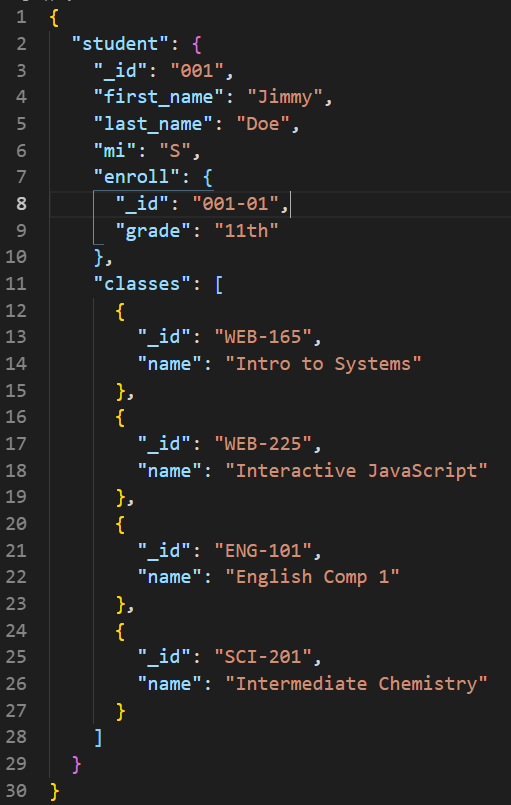 1 {
2   "student": {
3     "_id": "001",
4     "first_name": "Jimmy",
5     "last_name": "Doe",
6     "mi": "S",
7     "enroll": {
8       "_id": "001-01",
9       "grade": "11th"
10     },
11     "classes": [
12       {
13         "_id": "WEB-165",
14         "name": "Intro to Systems"
15       },
16       {
17         "_id": "WEB-225",
18         "name": "Interactive JavaScript"
19       },
20       {
21         "_id": "ENG-101",
22         "name": "English Comp 1"
23       },
24       {
25         "_id": "SCI-201",
26         "name": "Intermediate Chemistry"
27       }
28     ]
29   }
30 }